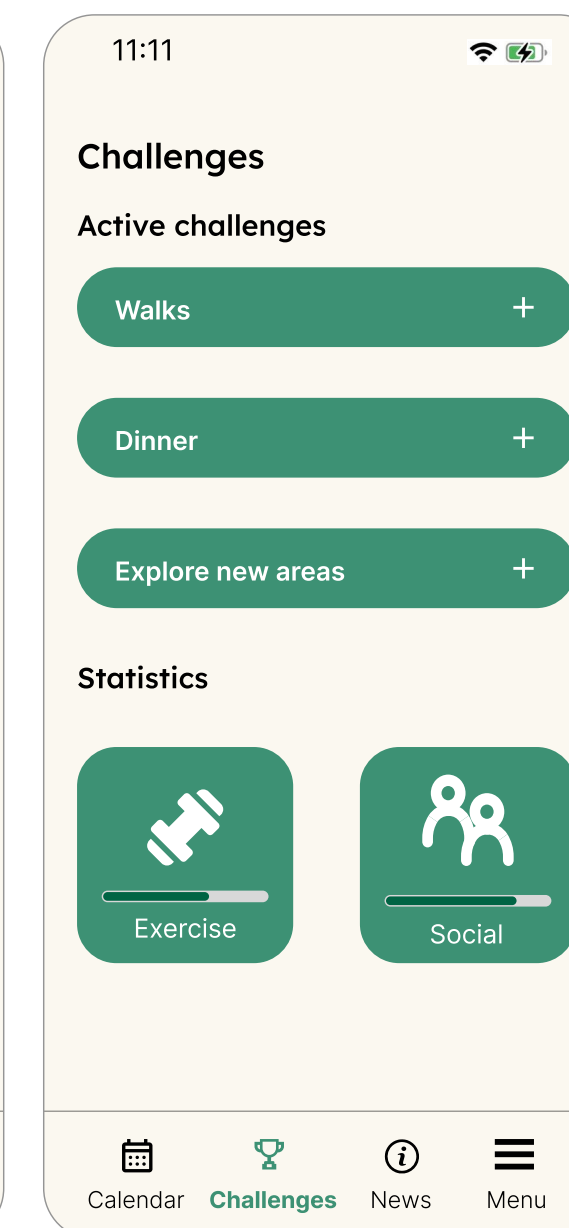 11:11
Challenges
Active challenges
Walks +
Dinner +
Explore new areas +
Statistics
Exercise
Social
Calendar Challenges News Menu